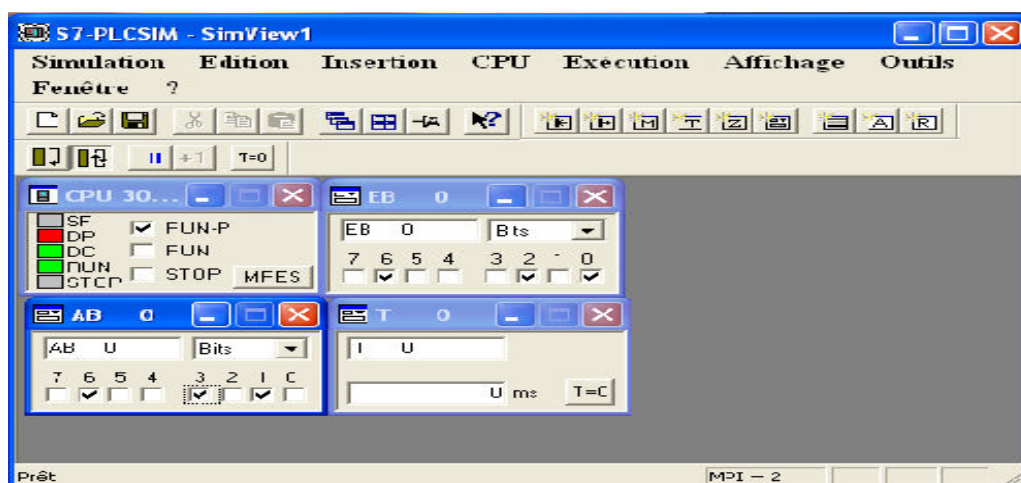 S7-PLCSIM - SimView1
Simulation Edition Insertion CPU Exécution Affichage Outils
Fenêtre ?
E A M T Z
A R
+1 T=0
CPU 30... EB 0
SF FUN-P EB 0 Bits
DP
DC FUN 7 6 5 4 3 2 0
STOP MRES
AB 0 T 0
AB Bits
7 6 5 4 3 2 1
ms
Prêt MPI = 2